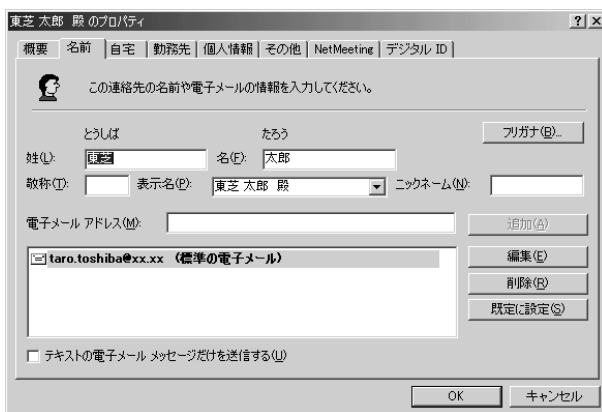 東芝 太郎 殿 のプロパティ
概要 名前 自宅 勤務先 個人情報 その他 NetMeeting デジタル ID
この連絡先の名前や電子メールの情報を入力してください。
とうしば たろう フリガナ(B)...
姓(L): 東芝 名(F): 太郎
敬称(T): 表示名(P): 東芝 太郎 殿 ニックネーム(N):
電子メール アドレス(M): 追加(A)
taro.toshiba@xx.xx (標準の電子メール) 編集(E)
削除(R)
既定に設定(S)
テキストの電子メール メッセージだけを送信する(U)
OK キャンセル